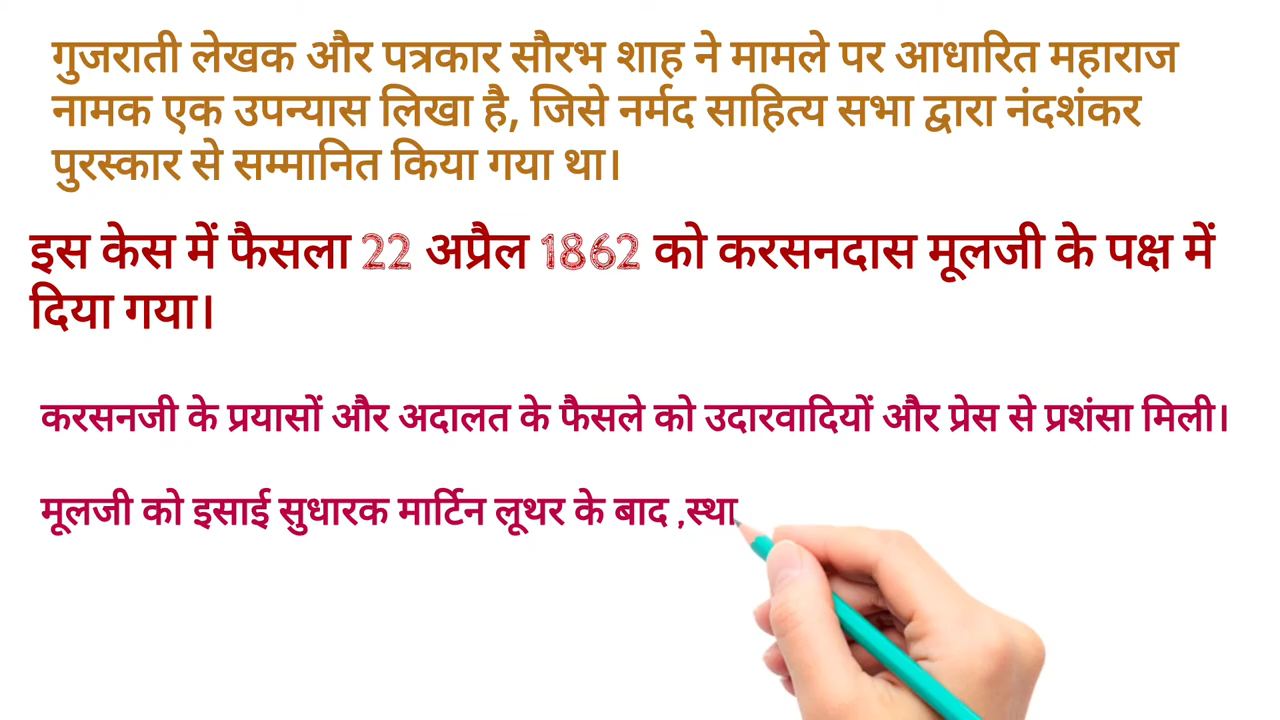 गुजराती लेखक और पत्रकार सौरभ शाह ने मामले पर आधारित महाराज
नामक एक उपन्यास लिखा है, जिसे नर्मद साहित्य सभा द्वारा नंदशंकर
पुरस्कार से सम्मानित किया गया था।
इस केस में फैसला 22 अप्रैल 1862 को करसनदास मूलजी के पक्ष में
दिया गया।
करसनजी के प्रयासों और अदालत के फैसले को उदारवादियों और प्रेस से प्रशंसा मिली।
मूलजी को इसाई सुधारक मार्टिन लूथर के बाद ,स्था